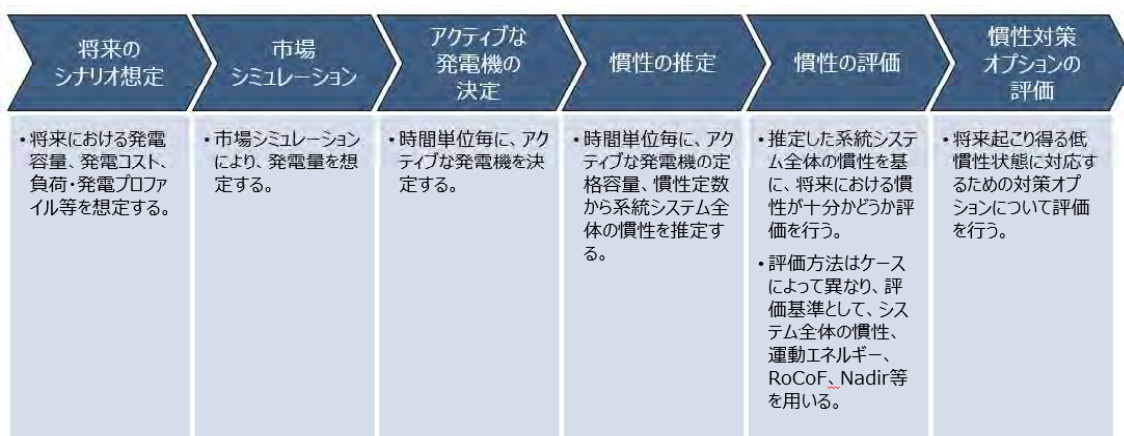 将来の
シナリオ想定
市場
シミュレーション
アクティブな
発電機の
決定
慣性の推定
慣性の評価
慣性対策
オプションの
評価
・将来における発電
容量、発電コスト、
負荷・発電プロファ
イル等を想定する。
・市場シミュレーション
により、発電量を想
定する。
・時間単位毎に、アク
ティブな発電機を決
定する。
・時間単位毎に、アク
ティブな発電機の定
格容量、慣性定数
から系統システム全
体の慣性を推定す
る。
・推定した系統システ
ム全体の慣性を基
に、将来における慣
性が十分かどうか評
価を行う。
・評価方法はケース
によって異なり、評
価基準として、シス
テム全体の慣性、
運動エネルギー、
RoCoF、Nadir等
を用いる。
・将来起こり得る低
慣性状態に対応す
るための対策オプ
ションについて評価
を行う。